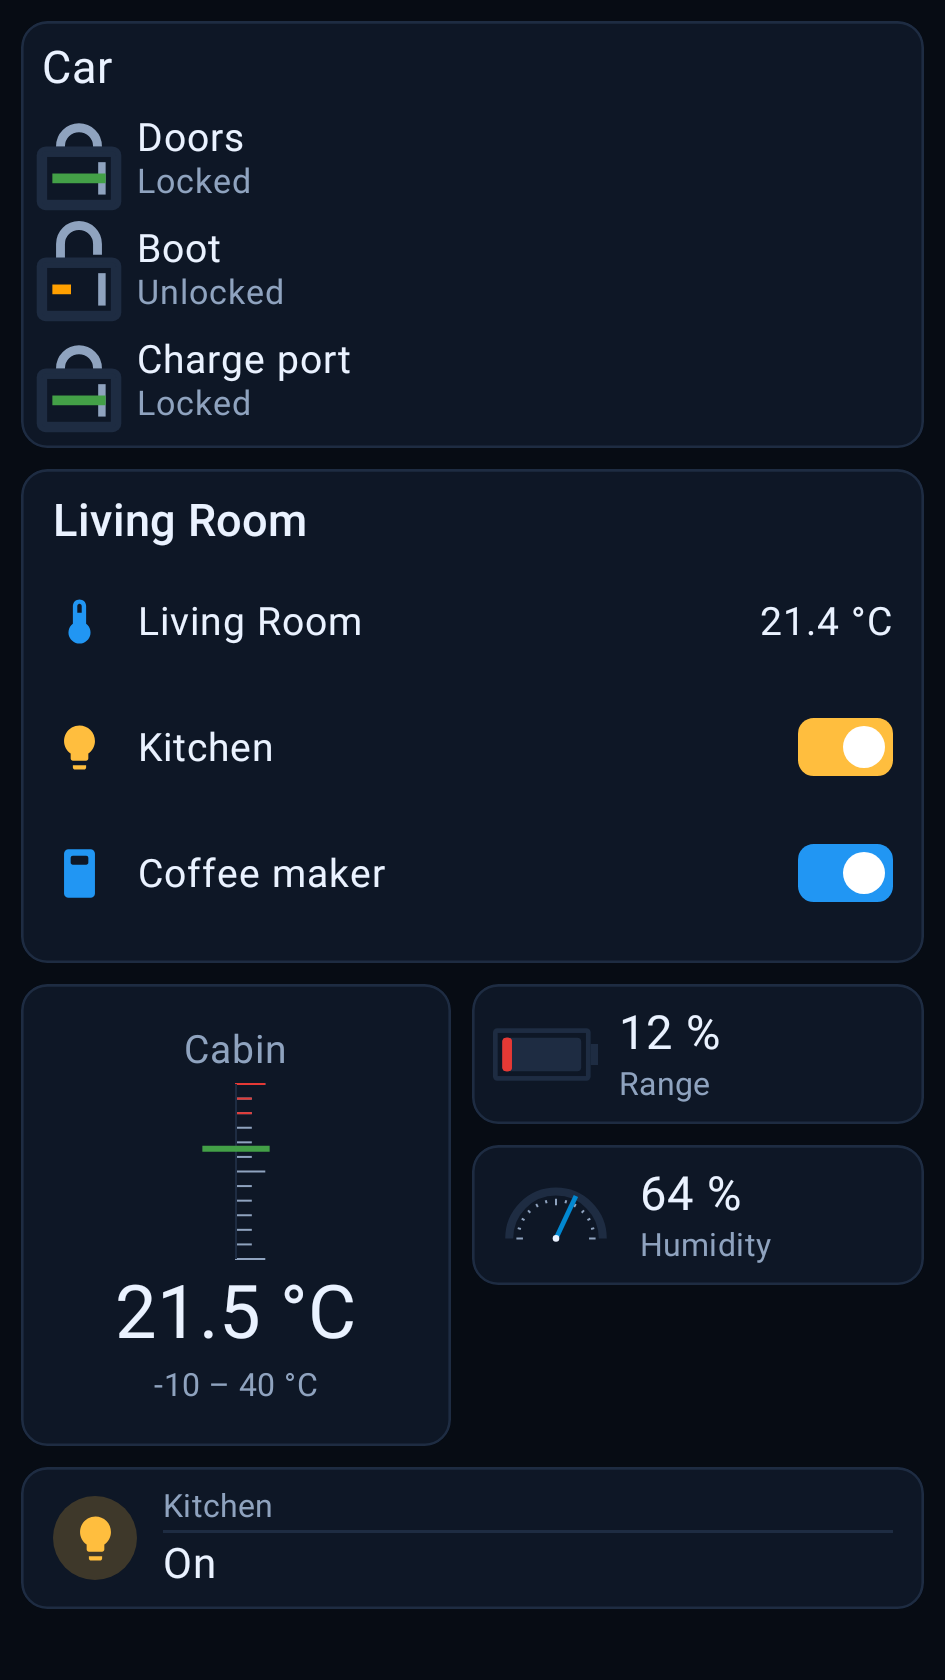 Car
Doors
Locked
Boot
Unlocked
Charge port
Locked
Living Room
Living Room
21.4 °C
Kitchen
Coffee maker
Cabin
21.5 °C
-10 – 40 °C
12 %
Range
64 %
Humidity
Kitchen
On